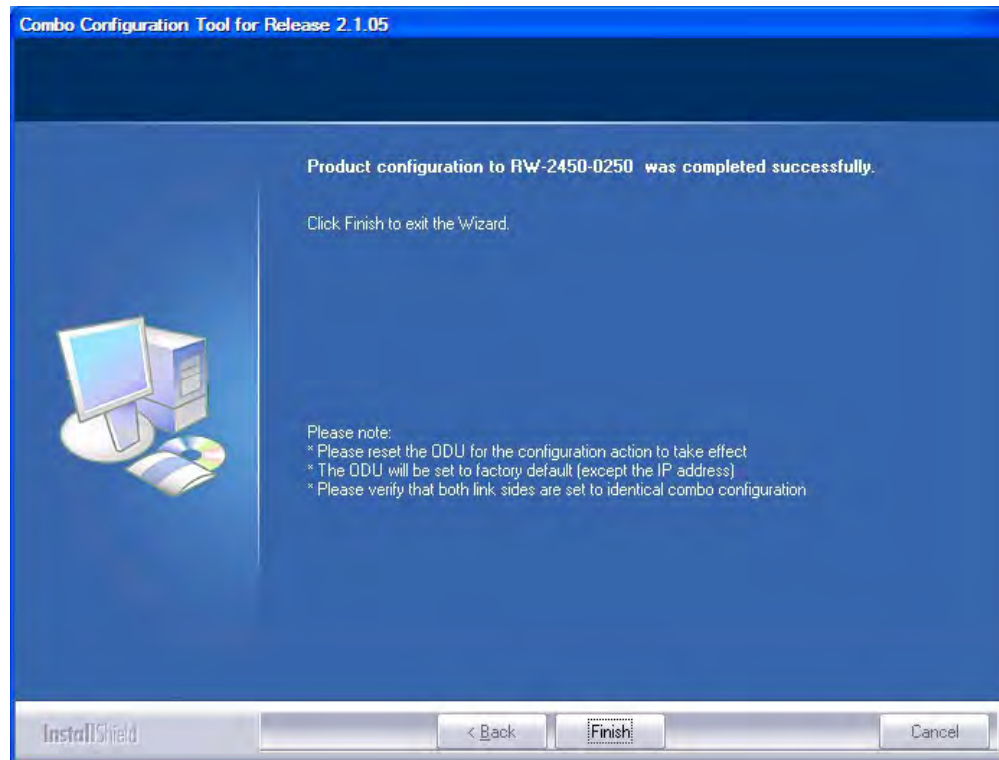 Combo Configuration Tool for Release 2.1.05
Product configuration to RW-2450-0250 was completed successfully.
Click Finish to exit the Wizard.
Please note:
* Please reset the ODU for the configuration action to take effect
* The ODU will be set to factory default (except the IP address)
* Please verify that both link sides are set to identical combo configuration
InstallShield
< Back
Finish
Cancel